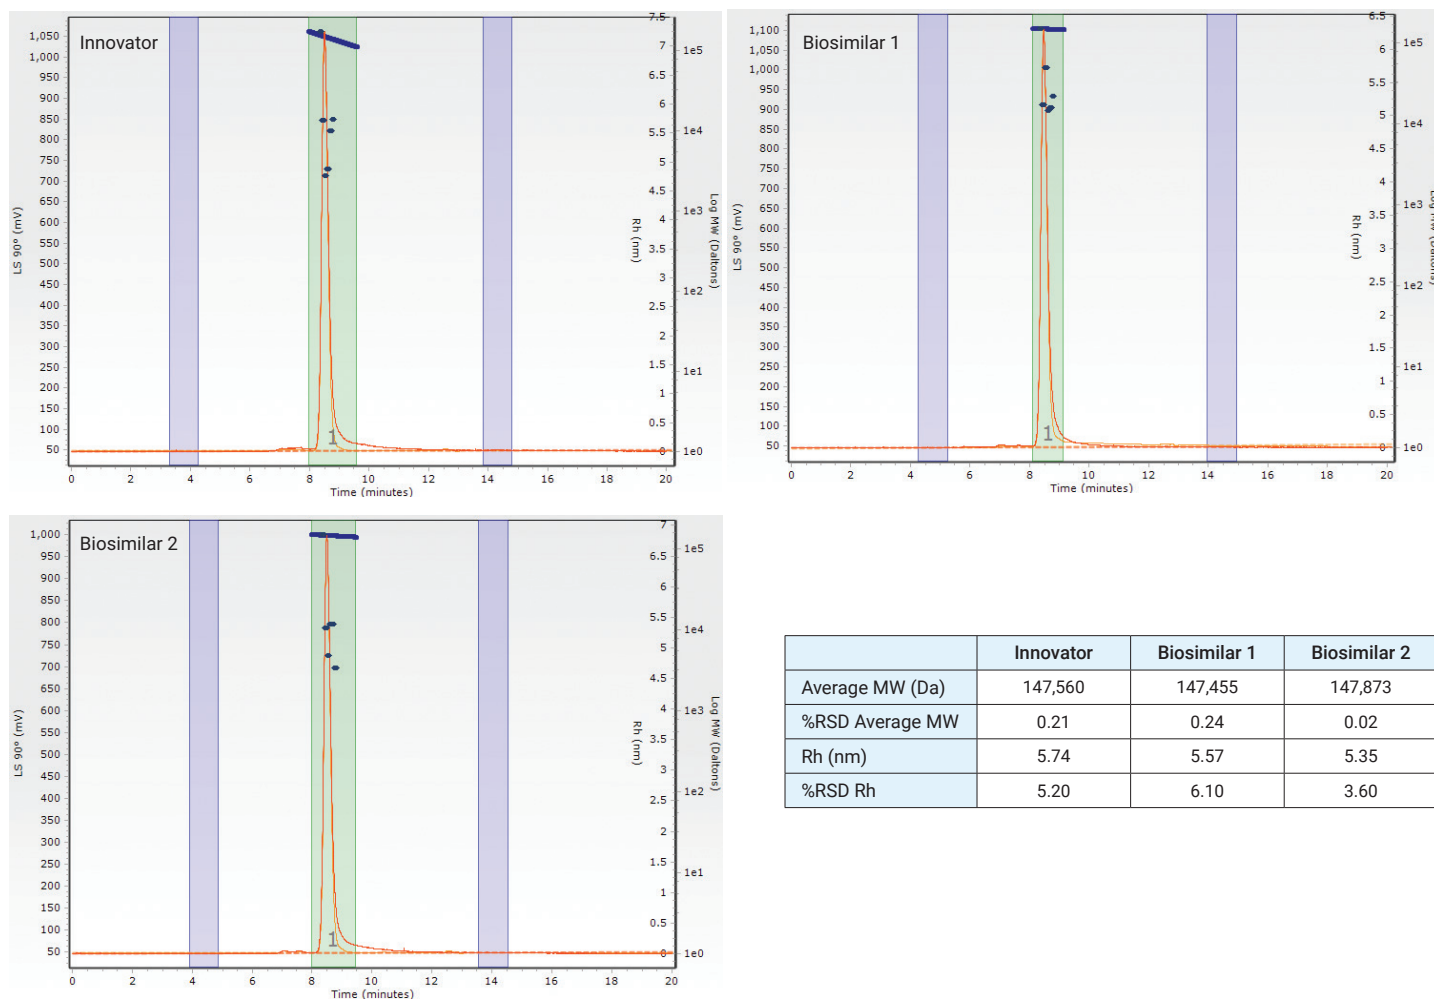 Innovator
1,050
1,000
950
900
850
800
750
700
650
600
550
500
450
400
350
300
250
200
150
100
50
LS 90° (mV)
0 2 4 6 8 10 12 14 16 18 20
Time (minutes)
7.5
7
6.5
6
5.5
5
4.5
4
3.5
3
2.5
2
1.5
1
0.5
0
Rh (nm)
1e5
1e4
1e3
1e2
1e1
1e0
Log MW (Daltons)
1
Biosimilar 1
1,100
1,050
1,000
950
900
850
800
750
700
650
600
550
500
450
400
350
300
250
200
150
100
50
LS 90° (mV)
0 2 4 6 8 10 12 14 16 18 20
Time (minutes)
6.5
6
5.5
5
4.5
4
3.5
3
2.5
2
1.5
1
0.5
0
Rh (nm)
1e5
1e4
1e3
1e2
1e1
1e0
Log MW (Daltons)
1
Biosimilar 2
1,000
950
900
850
800
750
700
650
600
550
500
450
400
350
300
250
200
150
100
50
LS 90° (mV)
0 2 4 6 8 10 12 14 16 18 20
Time (minutes)
7
6.5
6
5.5
5
4.5
4
3.5
3
2.5
2
1.5
1
0.5
0
Rh (nm)
1e5
1e4
1e3
1e2
1e1
1e0
Log MW (Daltons)
1
Innovator Biosimilar 1 Biosimilar 2
Average MW (Da) 147,560 147,455 147,873
%RSD Average MW 0.21 0.24 0.02
Rh (nm) 5.74 5.57 5.35
%RSD Rh 5.20 6.10 3.60